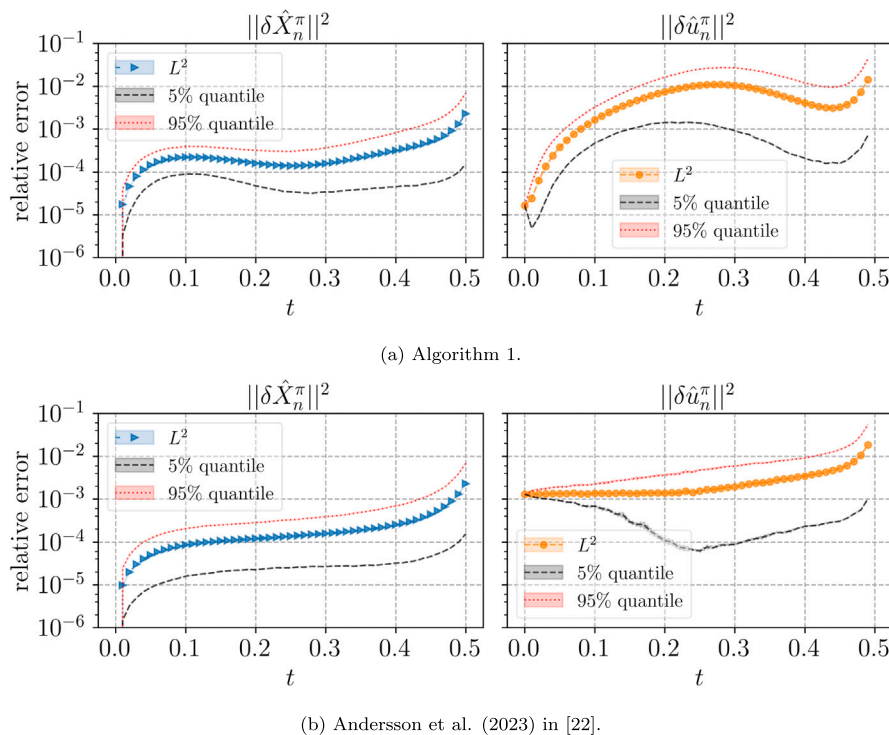 ||δX̂ₙ^π||²
||δûₙ^π||²
relative error
10⁻¹
10⁻²
10⁻³
10⁻⁴
10⁻⁵
10⁻⁶
L²
5% quantile
95% quantile
L²
5% quantile
95% quantile
0.0 0.1 0.2 0.3 0.4 0.5
0.0 0.1 0.2 0.3 0.4 0.5
t
t
(a) Algorithm 1.
||δX̂ₙ^π||²
||δûₙ^π||²
relative error
10⁻¹
10⁻²
10⁻³
10⁻⁴
10⁻⁵
10⁻⁶
L²
5% quantile
95% quantile
L²
5% quantile
95% quantile
0.0 0.1 0.2 0.3 0.4 0.5
0.0 0.1 0.2 0.3 0.4 0.5
t
t
(b) Andersson et al. (2023) in [22].